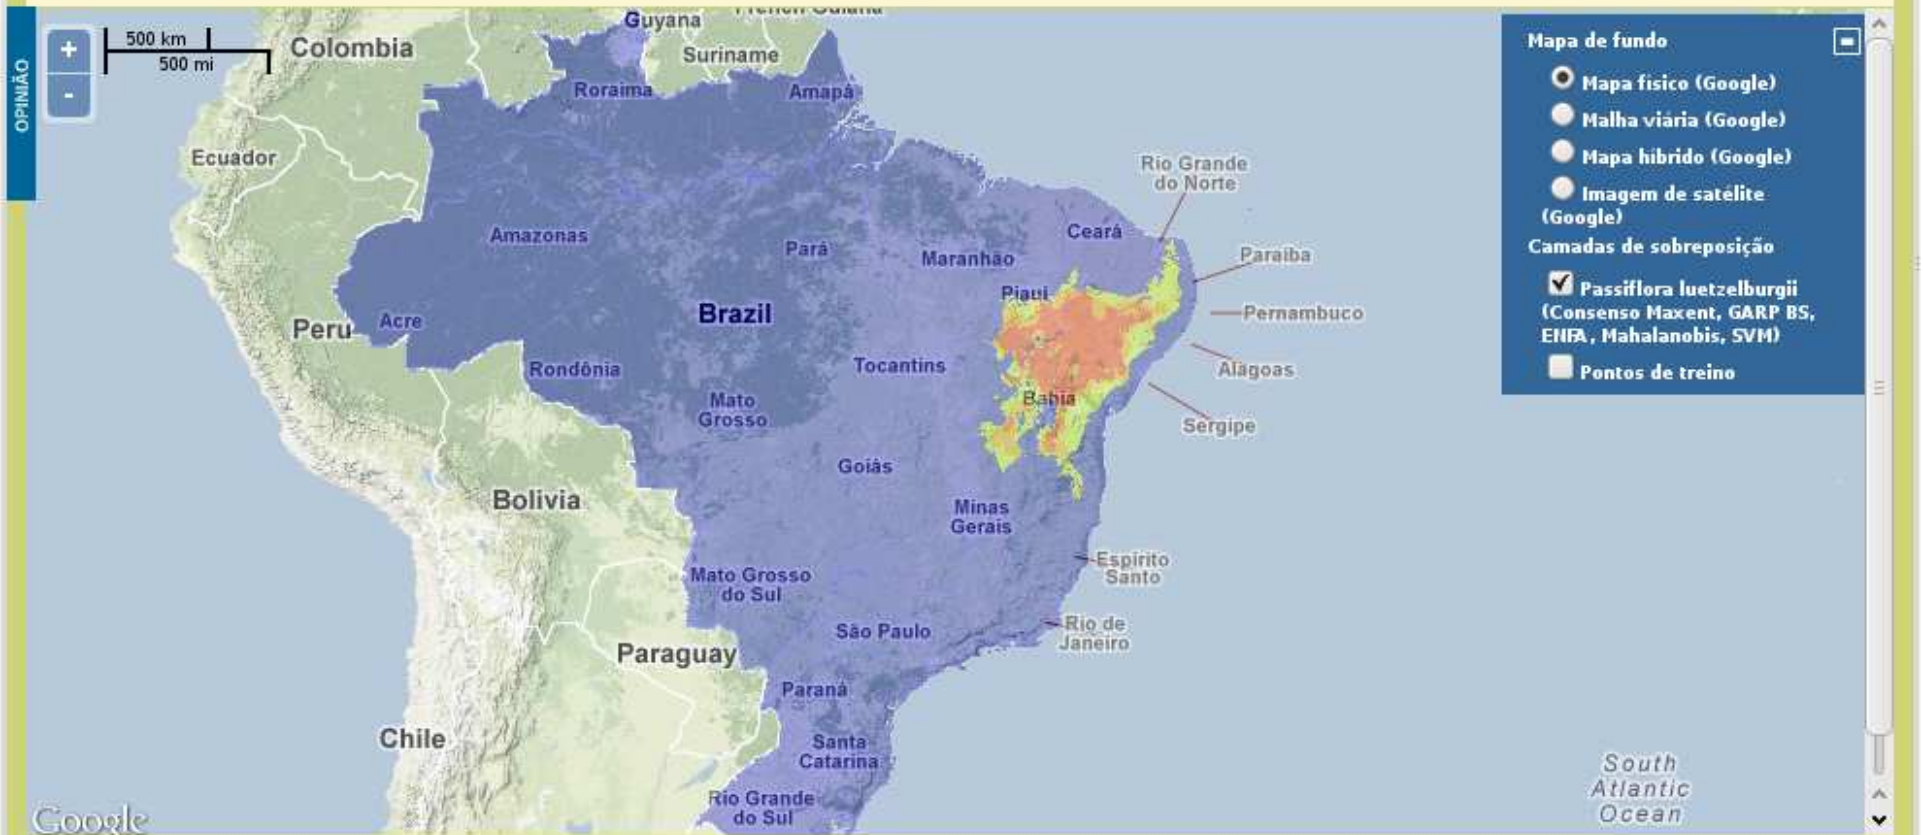 OPINIÃO
+
-
500 km
500 mi
Colombia
Guyana
French Guiana
Suriname
Roraima
Amapá
Ecuador
Rio Grande
do Norte
Amazonas
Pará
Maranhão
Ceará
Paraíba
Piauí
Brazil
Pernambuco
Peru
Acre
Rondônia
Tocantins
Alagoas
Mato
Grosso
Bahia
Sergipe
Goiás
Bolivia
Minas
Gerais
Espírito
Santo
Mato Grosso
do Sul
São Paulo
Rio de
Janeiro
Paraguay
Paraná
Chile
Santa
Catarina
Rio Grande
do Sul
South
Atlantic
Ocean
Google
Mapa de fundo
Mapa físico (Google)
Malha viária (Google)
Mapa híbrido (Google)
Imagem de satélite
(Google)
Camadas de sobreposição
Passiflora luetzelburgii
(Consenso Maxent, GARP BS,
ENFA, Mahalanobis, SVM)
Pontos de treino